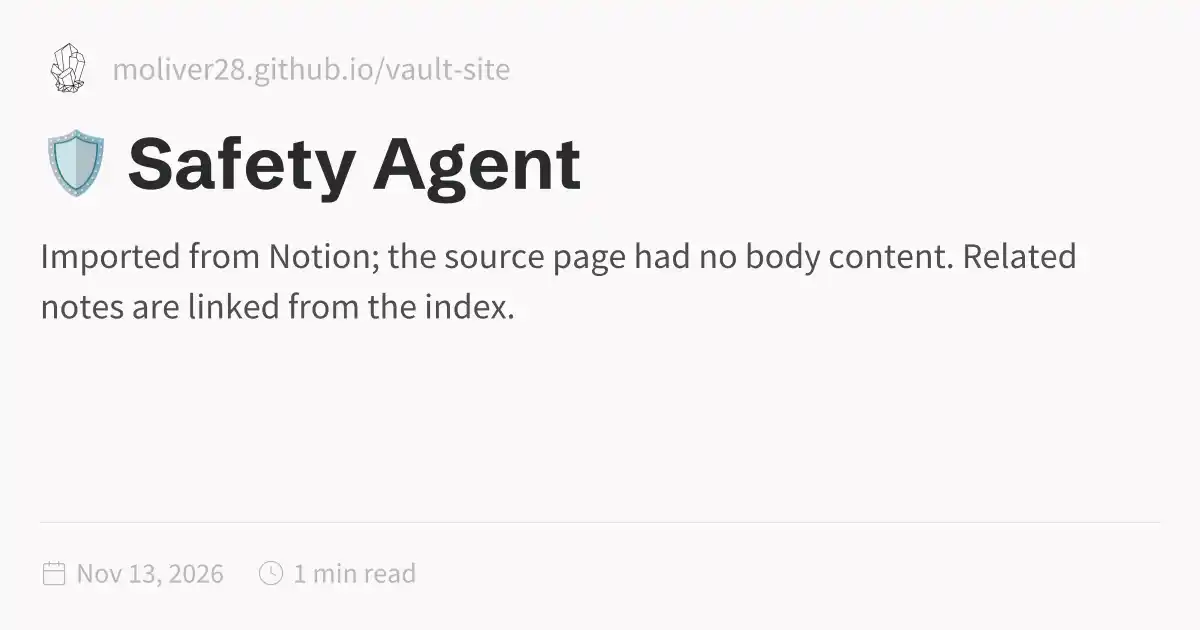 moliver28.github.io/vault-site
🛡️ Safety Agent
Imported from Notion; the source page had no body content. Related
notes are linked from the index.
Nov 13, 2026 1 min read